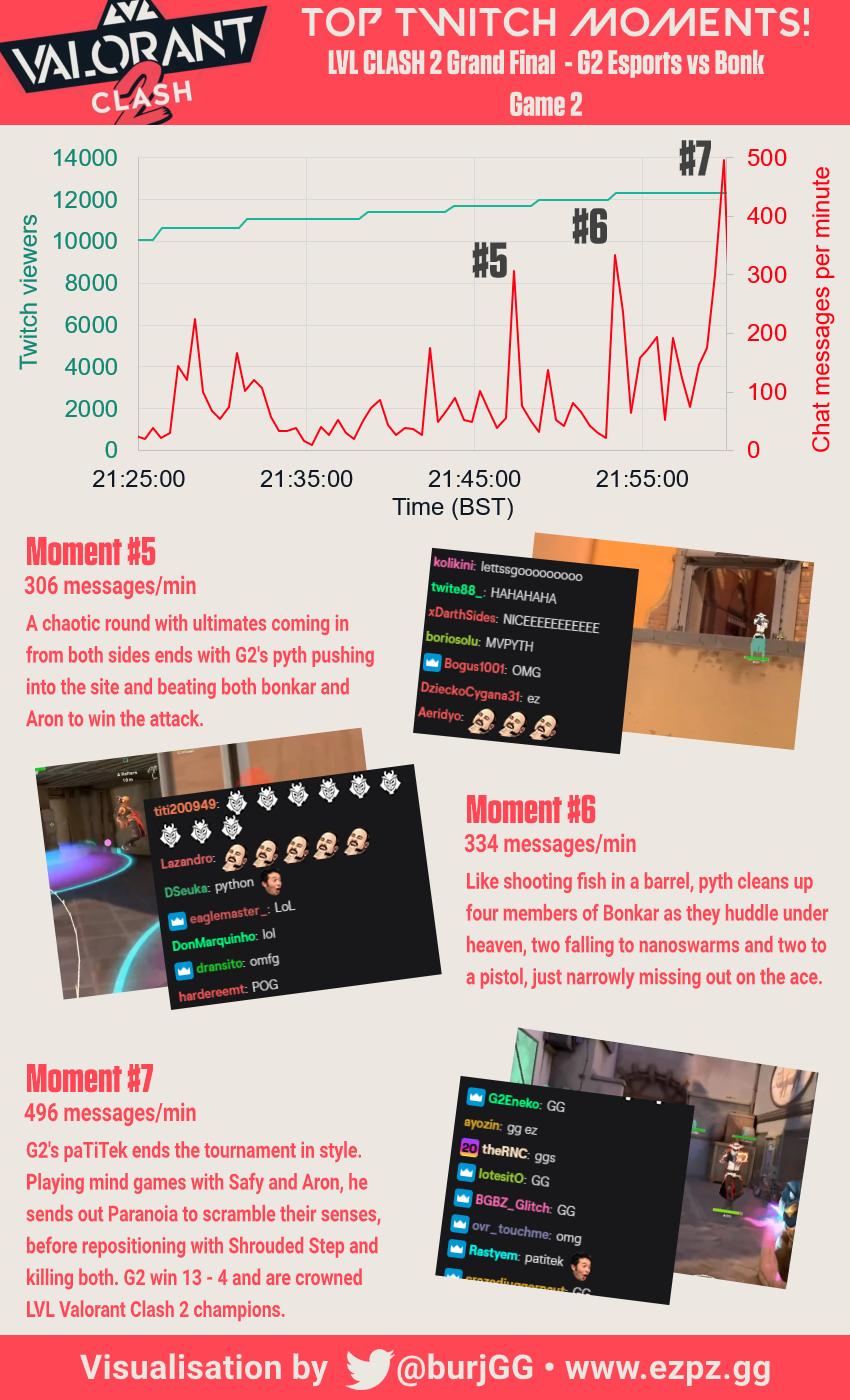 LVL
VALORANT
CLASH
2
TOP TWITCH MOMENTS!
LVL CLASH 2 Grand Final - G2 Esports vs Bonk
Game 2
14000
12000
10000
8000
6000
4000
2000
0
Twitch viewers
#5
#6
#7
500
400
300
200
100
0
Chat messages per minute
21:25:00 21:35:00 21:45:00 21:55:00
Time (BST)
Moment #5
306 messages/min
A chaotic round with ultimates coming in
from both sides ends with G2's pyth pushing
into the site and beating both bonkar and
Aron to win the attack.
kolikini: lettssgooooooooo
twite88_: HAHAHAHA
xDarthSides: NICEEEEEEEEEEE
boriosolu: MVPYTH
Bogus1001: OMG
DzieckoCygana31: ez
Aeridyo:
titi200949:
Lazandro:
DSeuka: python
eaglemaster_: LoL
DonMarquinho: lol
dransito: omfg
hardereemt: POG
Moment #6
334 messages/min
Like shooting fish in a barrel, pyth cleans up
four members of Bonkar as they huddle under
heaven, two falling to nanoswarms and two to
a pistol, just narrowly missing out on the ace.
Moment #7
496 messages/min
G2's paTiTek ends the tournament in style.
Playing mind games with Safy and Aron, he
sends out Paranoia to scramble their senses,
before repositioning with Shrouded Step and
killing both. G2 win 13 - 4 and are crowned
LVL Valorant Clash 2 champions.
G2Eneko: GG
ayozin: gg ez
20 theRNC: ggs
IotesitO: GG
BGBZ_Glitch: GG
ovr_touchme: omg
Rastyem: patitek
GG
Visualisation by @burjGG • www.ezpz.gg